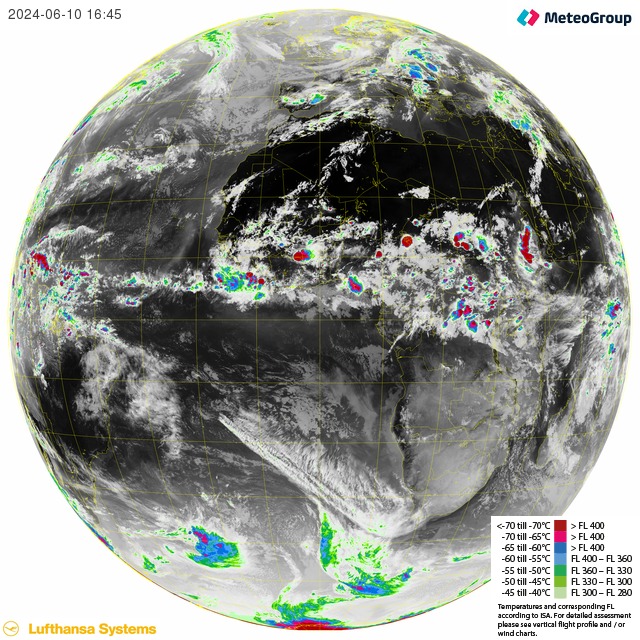 2024-06-10 16:45
MeteoGroup
<-70 till -70°C > FL 400
-70 till -65°C > FL 400
-65 till -60°C > FL 400
-60 till -55°C FL 400 – FL 360
-55 till -50°C FL 360 – FL 330
-50 till -45°C FL 330 – FL 300
-45 till -40°C FL 300 – FL 280
Temperatures and corresponding FL
according to ISA. For detailed assessment
please see vertical flight profile and / or
wind charts.
Lufthansa Systems